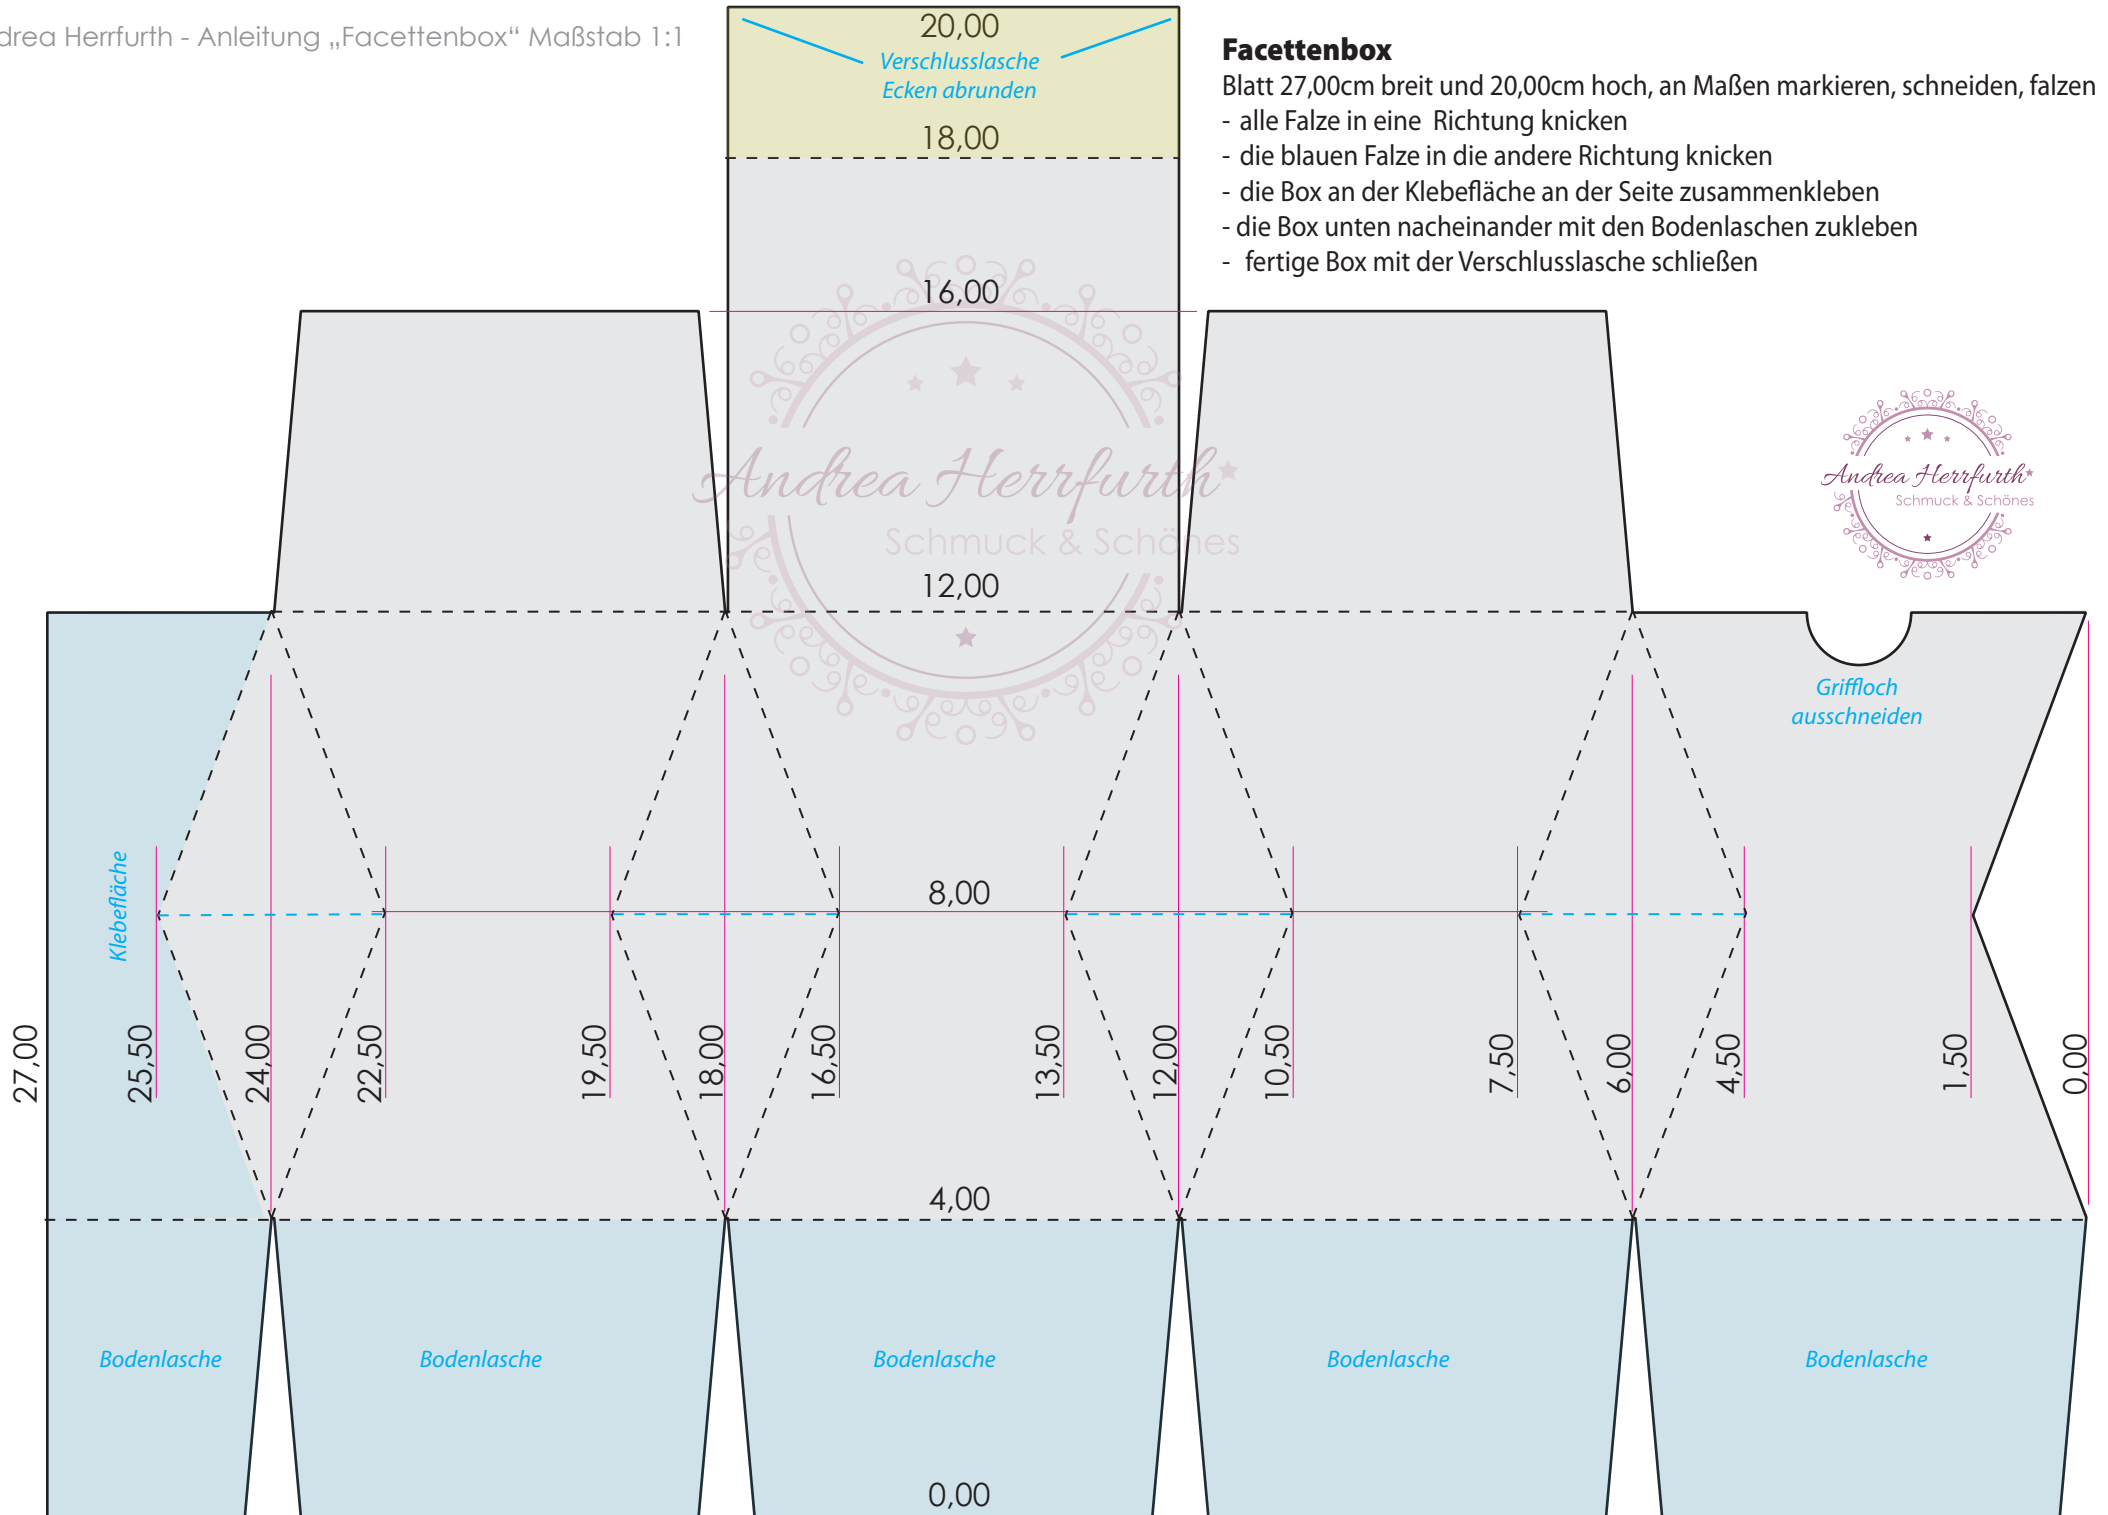 drea Herrfurth - Anleitung „Facettenbox“ Maßstab 1:1
20,00
Verschlusslasche
Ecken abrunden
18,00
Facettenbox
Blatt 27,00cm breit und 20,00cm hoch, an Maßen markieren, schneiden, falzen
- alle Falze in eine Richtung knicken
- die blauen Falze in die andere Richtung knicken
- die Box an der Klebefläche an der Seite zusammenkleben
- die Box unten nacheinander mit den Bodenlaschen zukleben
- fertige Box mit der Verschlusslasche schließen
16,00
Andrea Herrfurth
Schmuck & Schönes
Andrea Herrfurth
Schmuck & Schönes
12,00
Griffloch
ausschneiden
Klebefläche
8,00
27,00
25,50
24,00
22,50
19,50
18,00
16,50
13,50
12,00
10,50
7,50
6,00
4,50
1,50
0,00
4,00
Bodenlasche
Bodenlasche
Bodenlasche
Bodenlasche
Bodenlasche
0,00